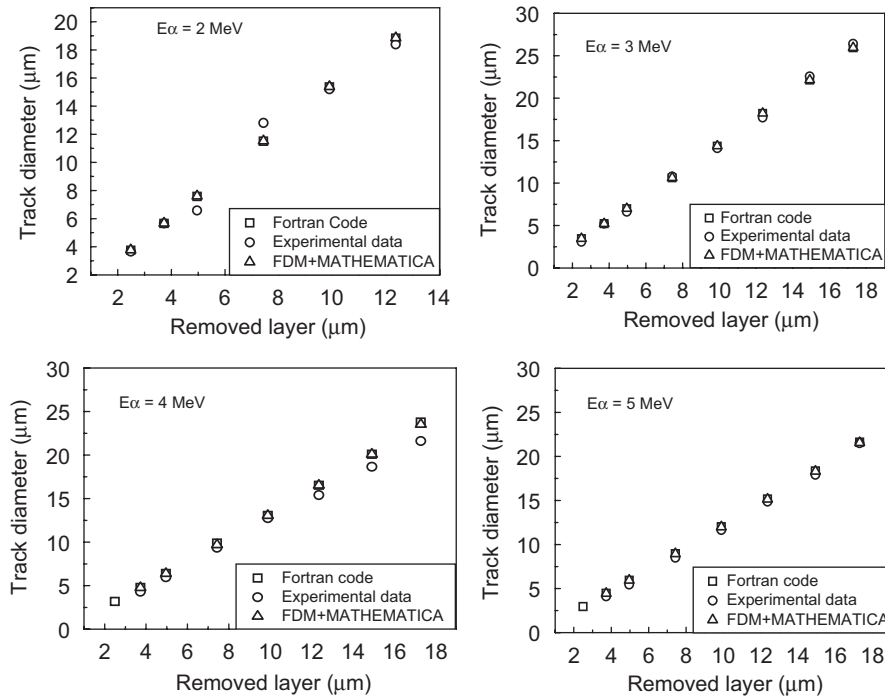 Eα = 2 MeV
Track diameter (μm)
20
18
16
14
12
10
8
6
4
2
Fortran Code
Experimental data
FDM+MATHEMATICA
2 4 6 8 10 12 14
Removed layer (μm)
Eα = 3 MeV
Track diameter (μm)
30
25
20
15
10
5
0
Fortran code
Experimental data
FDM+MATHEMATICA
2 4 6 8 10 12 14 16 18
Removed layer (μm)
Eα = 4 MeV
Track diameter (μm)
30
25
20
15
10
5
0
Fortran code
Experimental data
FDM+MATHEMATICA
2 4 6 8 10 12 14 16 18
Removed layer (μm)
Eα = 5 MeV
Track diameter (μm)
30
25
20
15
10
5
0
Fortran code
Experimental data
FDM+MATHEMATICA
2 4 6 8 10 12 14 16 18
Removed layer (μm)